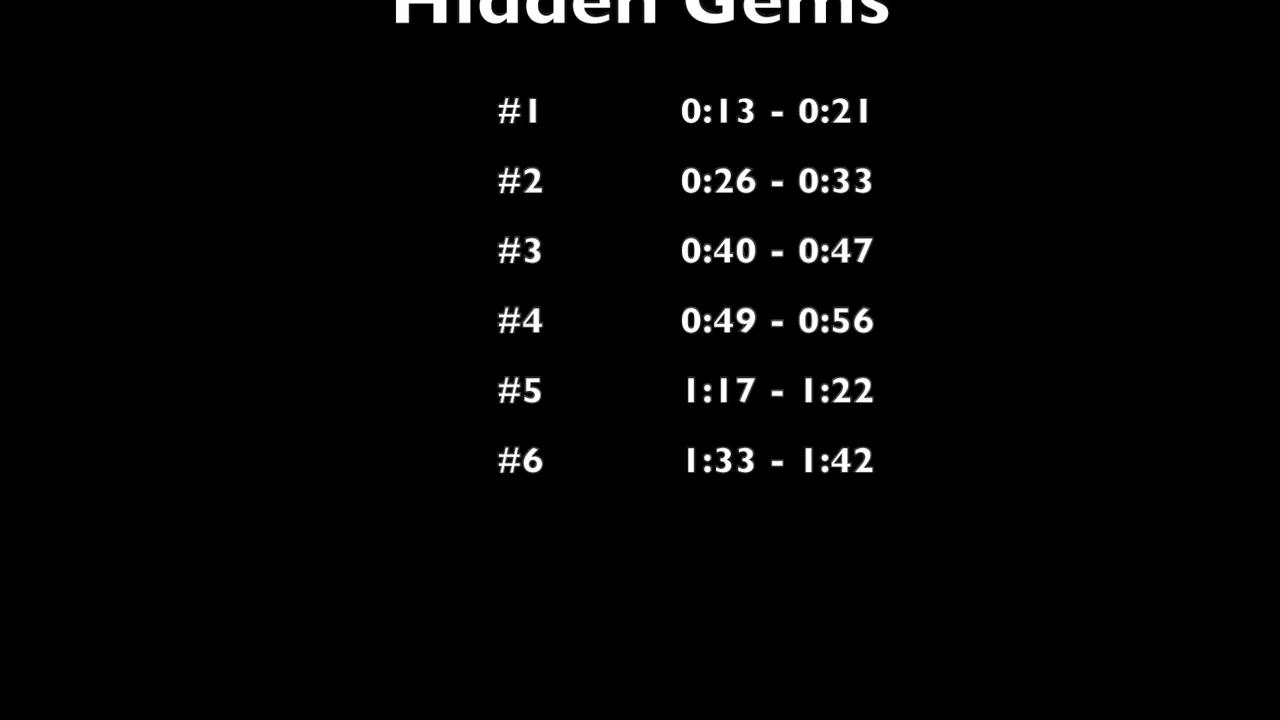 Hidden Gems
#1 0:13 - 0:21
#2 0:26 - 0:33
#3 0:40 - 0:47
#4 0:49 - 0:56
#5 1:17 - 1:22
#6 1:33 - 1:42